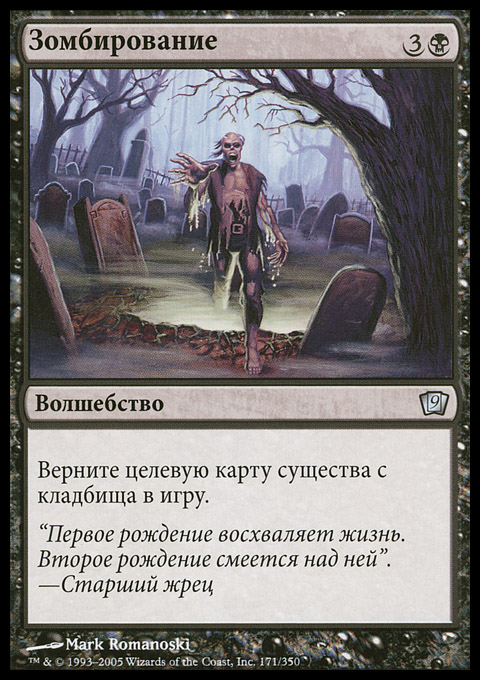 Зомбирование 3
Волшебство 9
Верните целевую карту существа с
кладбища в игру.
“Первое рождение восхваляет жизнь.
Второе рождение смеется над ней”.
—Старший жрец
Mark Romanoski
™ & © 1993–2005 Wizards of the Coast, Inc. 171/350